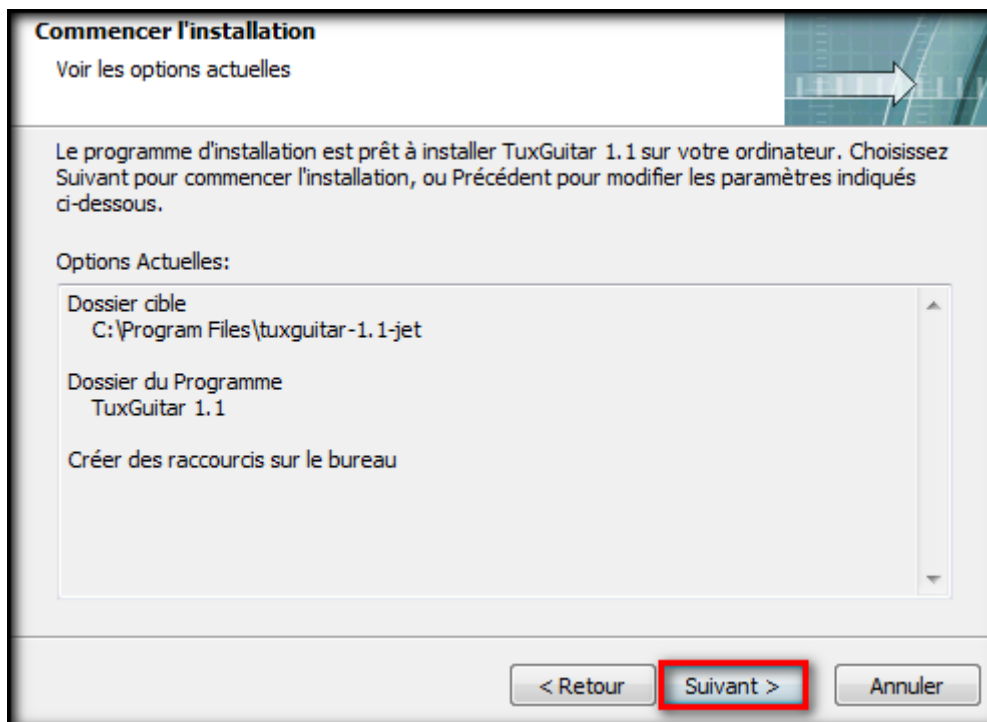 Commencer l'installation
Voir les options actuelles
Le programme d'installation est prêt à installer TuxGuitar 1.1 sur votre ordinateur. Choisissez
Suivant pour commencer l'installation, ou Précédent pour modifier les paramètres indiqués
ci-dessous.
Options Actuelles:
Dossier cible
C:\Program Files\tuxguitar-1.1-jet
Dossier du Programme
TuxGuitar 1.1
Créer des raccourcis sur le bureau
< Retour
Suivant >
Annuler